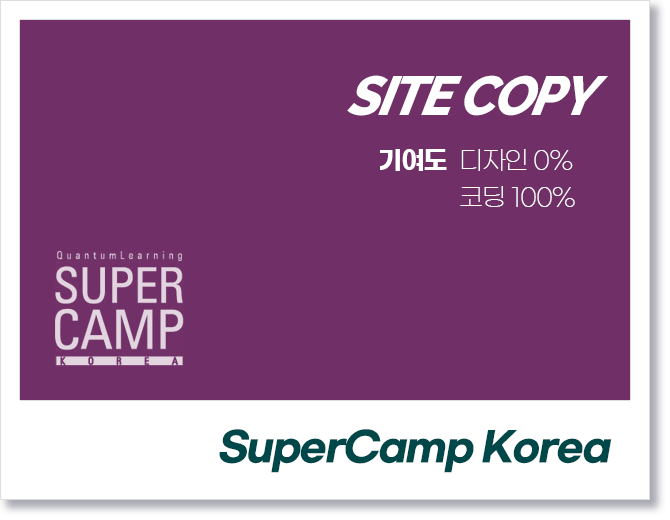 SITE COPY
기여도 디자인 0%
코딩 100%
QuantumLearning
SUPER
CAMP
KOREA
SuperCamp Korea